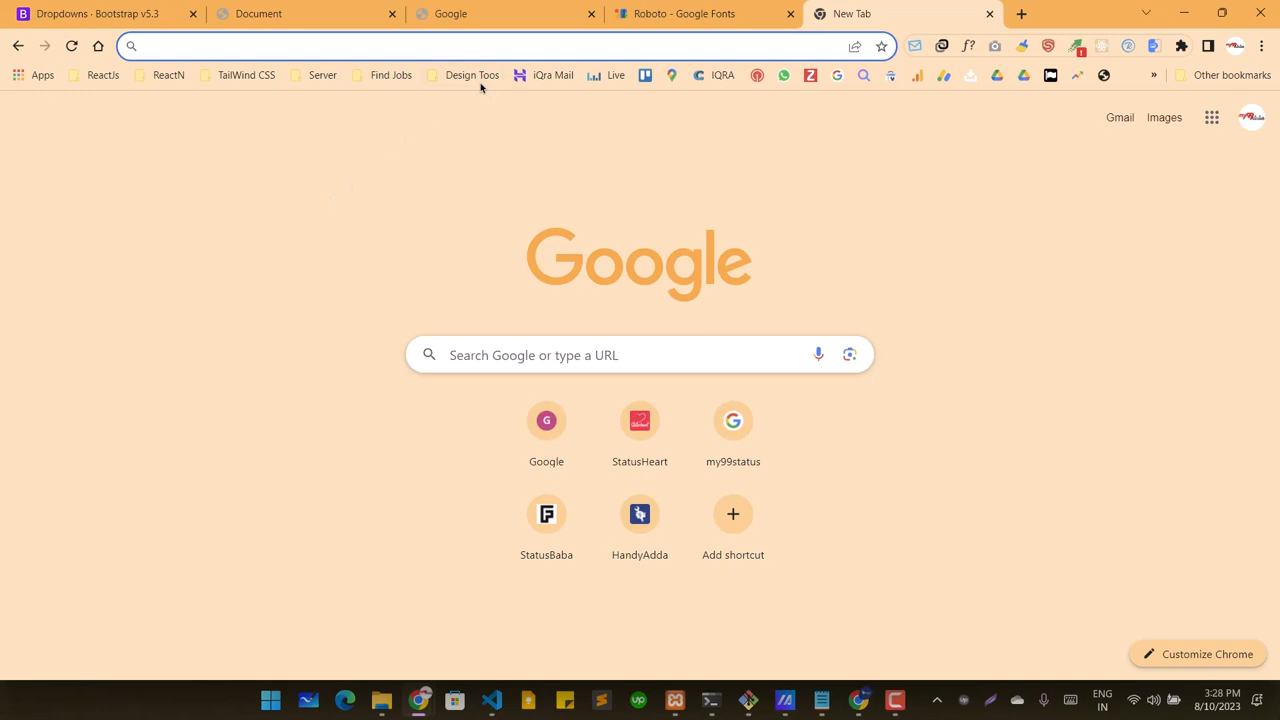 Dropdowns · Bootstrap v5.3
Document
Google
Roboto - Google Fonts
New Tab
Apps
ReactJs
ReactN
TailWind CSS
Server
Find Jobs
Design Toos
iQra Mail
Live
IQRA
»
Other bookmarks
Gmail
Images
Google
Search Google or type a URL
G
Google
StatusHeart
my99status
StatusBaba
HandyAdda
Add shortcut
Customize Chrome
ENG
IN
3:28 PM
8/10/2023